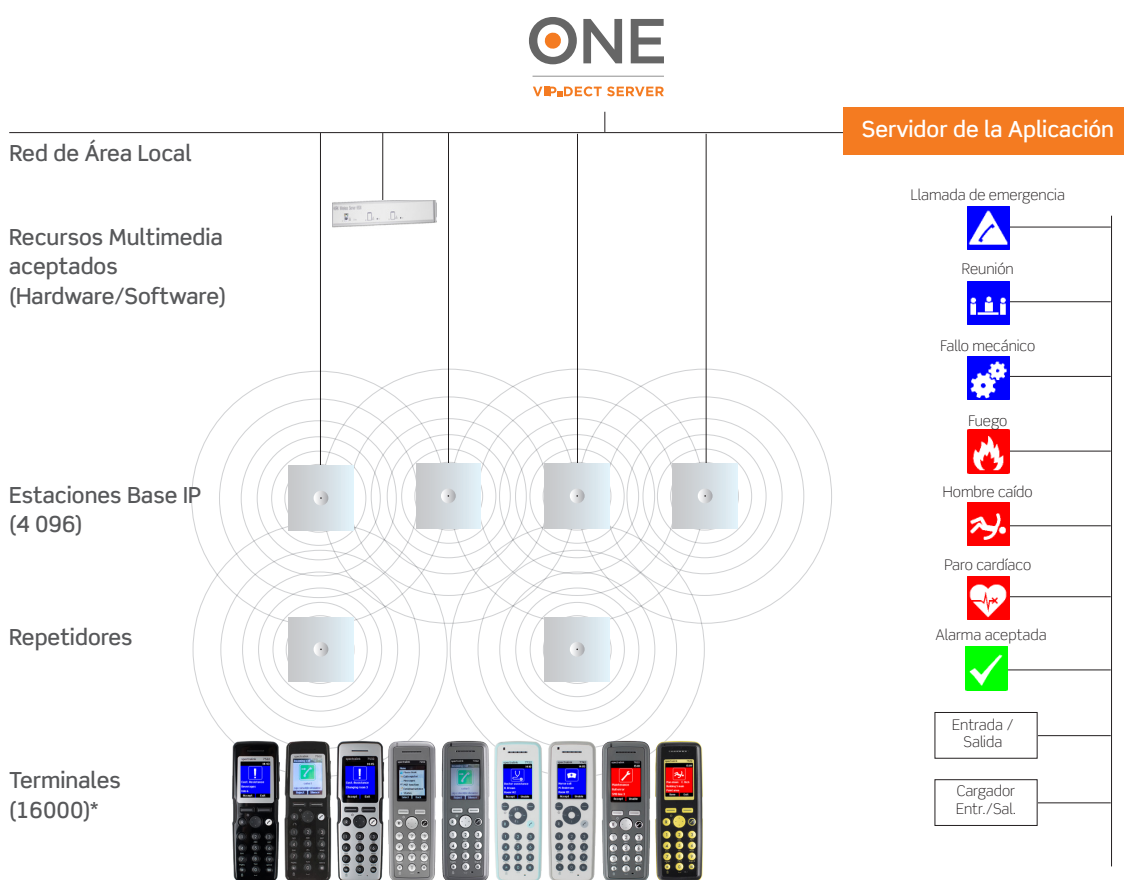 ONE
VIP-DECT SERVER
Servidor de la Aplicación
Red de Área Local
Recursos Multimedia
aceptados
(Hardware/Software)
Estaciones Base IP
(4 096)
Repetidores
Terminales
(16000)*
Llamada de emergencia
Reunión
Fallo mecánico
Fuego
Hombre caído
Paro cardíaco
Alarma aceptada
Entrada /
Salida
Cargador
Entr./Sal.